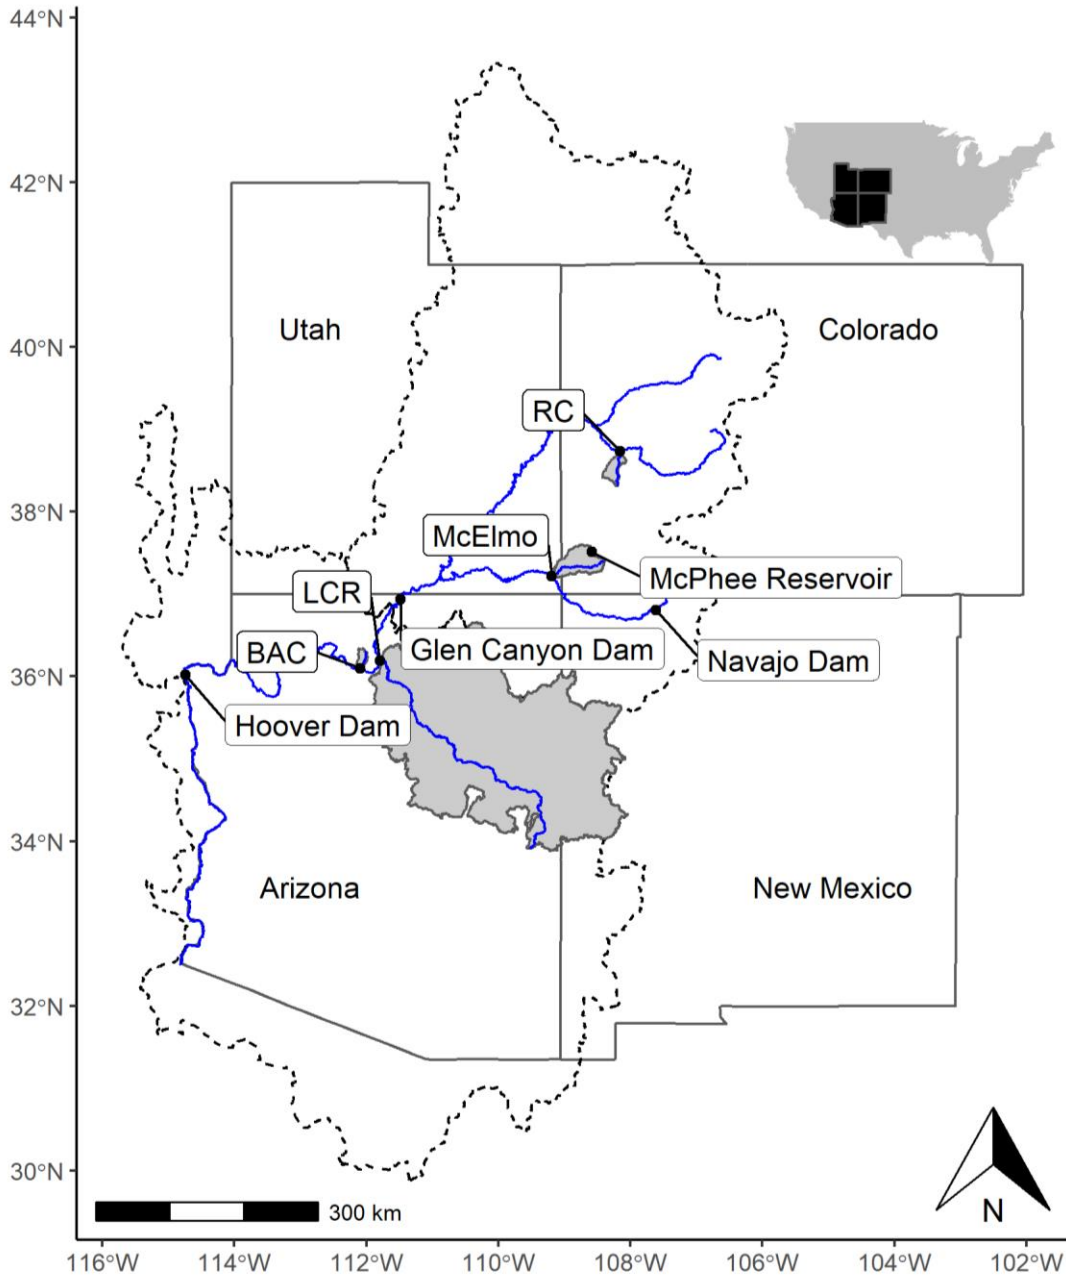 44°N
42°N
Utah
Colorado
40°N
RC
38°N
McElmo
McPhee Reservoir
LCR
BAC
Glen Canyon Dam
Navajo Dam
36°N
Hoover Dam
34°N
Arizona
New Mexico
32°N
30°N
300 km
N
116°W 114°W 112°W 110°W 108°W 106°W 104°W 102°W